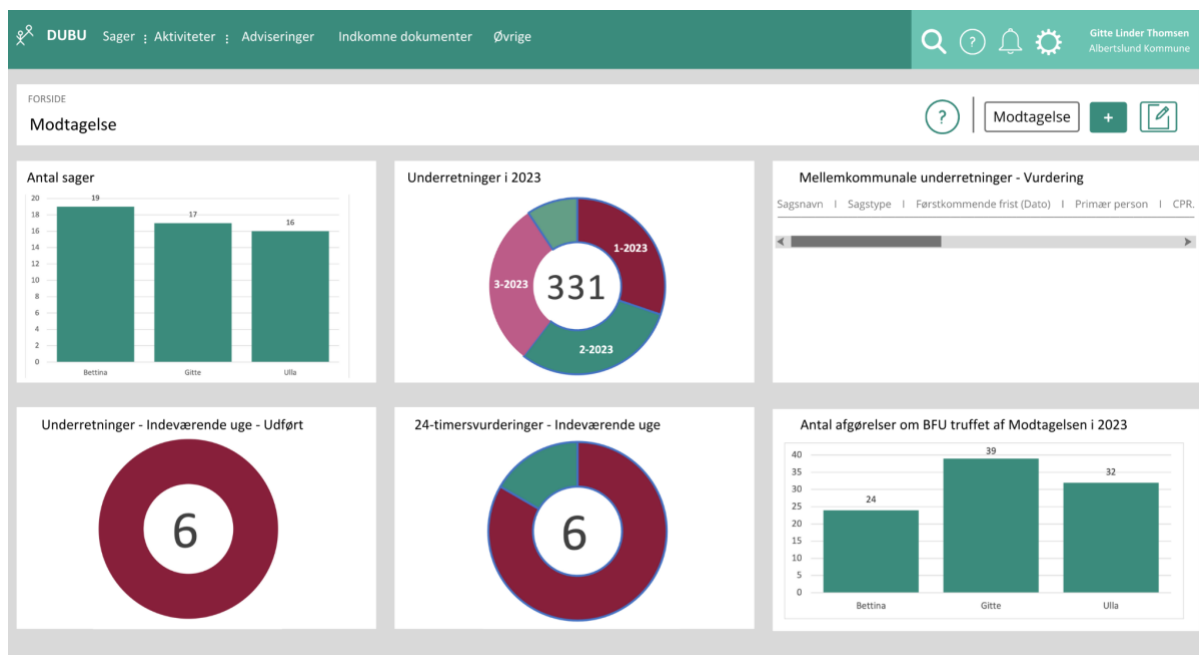 DUBU Sager : Aktiviteter : Adviseringer Indkomne dokumenter Øvrige
?
Gitte Linder Thomsen
Albertslund Kommune
FORSIDE
Modtagelse
?
Modtagelse
+
Antal sager
20
18
16
14
12
10
8
6
4
2
0
19
17
16
Bettina Gitte Ulla
Underretninger i 2023
1-2023
3-2023
331
2-2023
Mellemkommunale underretninger - Vurdering
Sagsnavn I Sagstype I Førstkommende frist (Dato) I Primær person I CPR.
Underretninger - Indeværende uge - Udført
6
24-timersvurderinger - Indeværende uge
6
Antal afgørelser om BFU truffet af Modtagelsen i 2023
40
35
30
25
20
15
10
5
0
24
39
32
Bettina Gitte Ulla